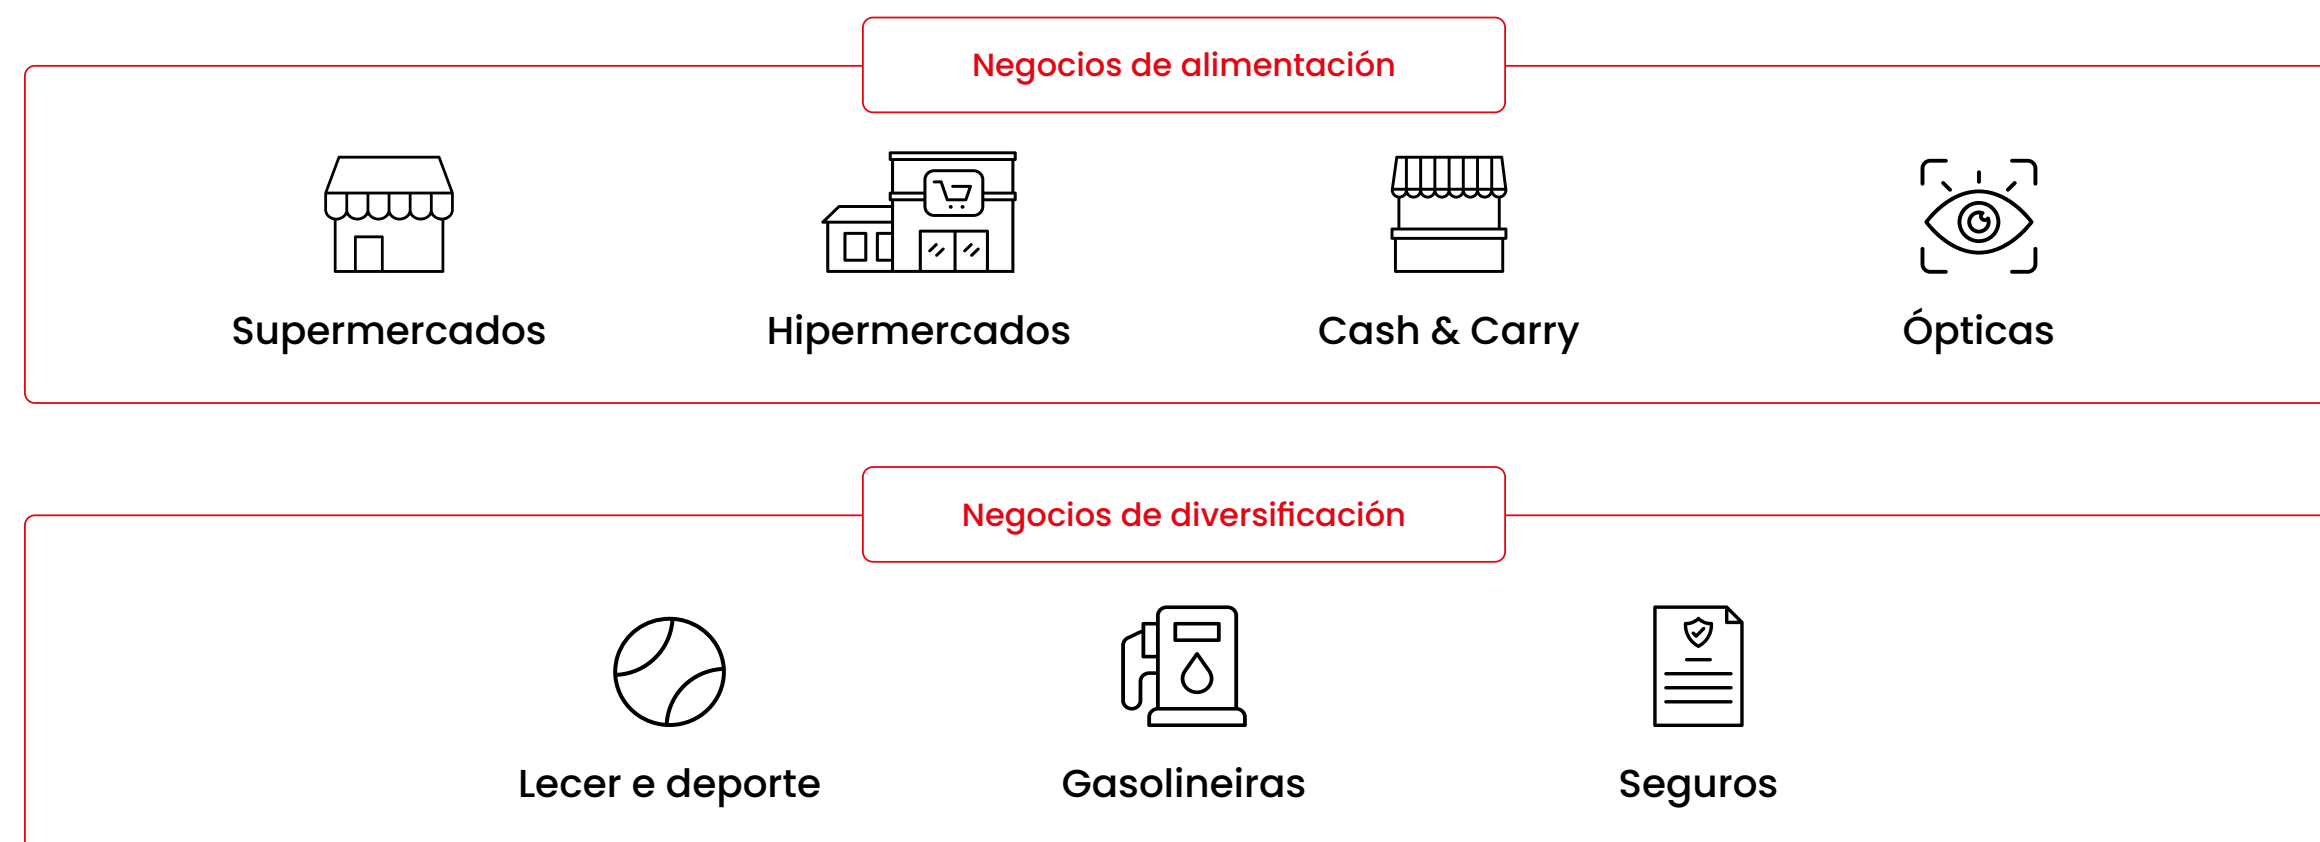 Negocios de alimentación
Supermercados
Hipermercados
Cash & Carry
Ópticas
Negocios de diversificación
Lecer e deporte
Gasolineiras
Seguros